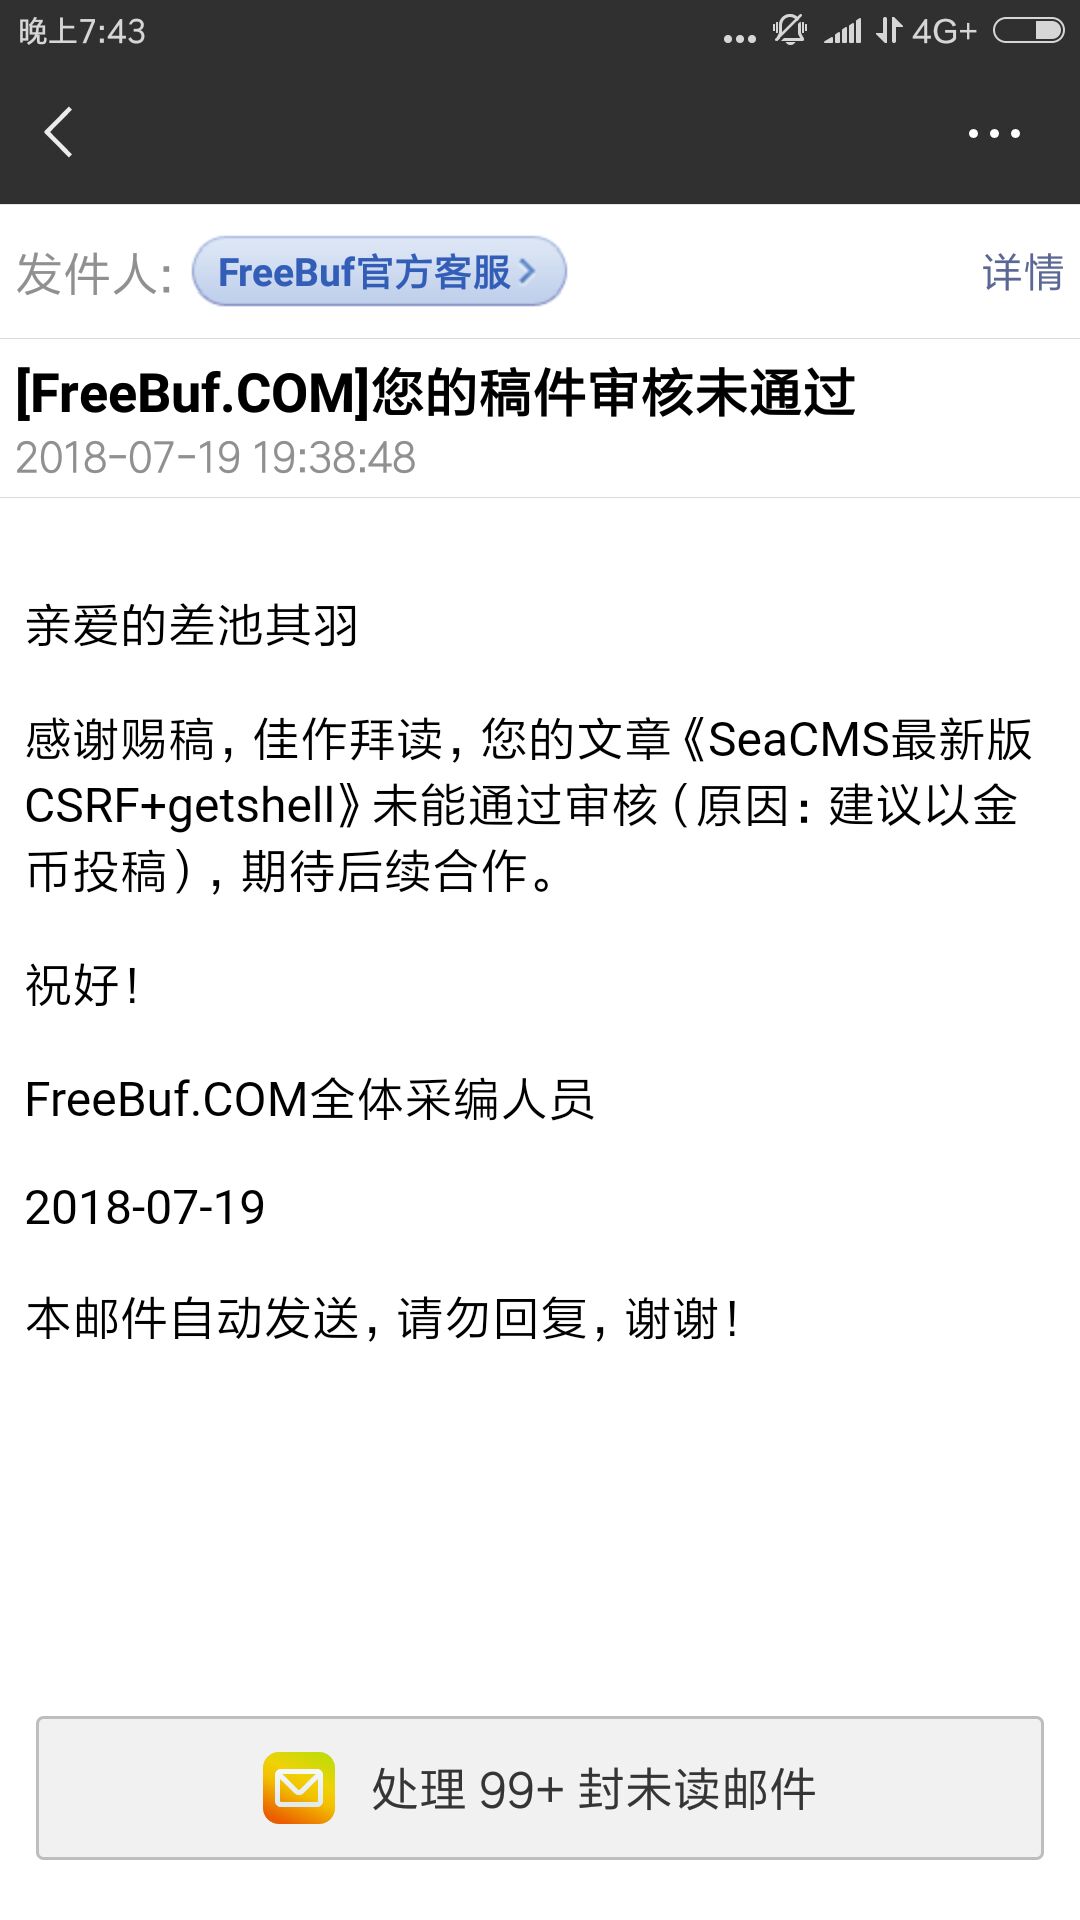 晚上7:43
4G+
发件人:
FreeBuf官方客服
详情
[FreeBuf.COM]您的稿件审核未通过
2018-07-19 19:38:48
亲爱的差池其羽
感谢赐稿，佳作拜读，您的文章《SeaCMS最新版
CSRF+getshell》未能通过审核（原因：建议以金
币投稿），期待后续合作。
祝好！
FreeBuf.COM全体采编人员
2018-07-19
本邮件自动发送，请勿回复，谢谢！
处理 99+ 封未读邮件